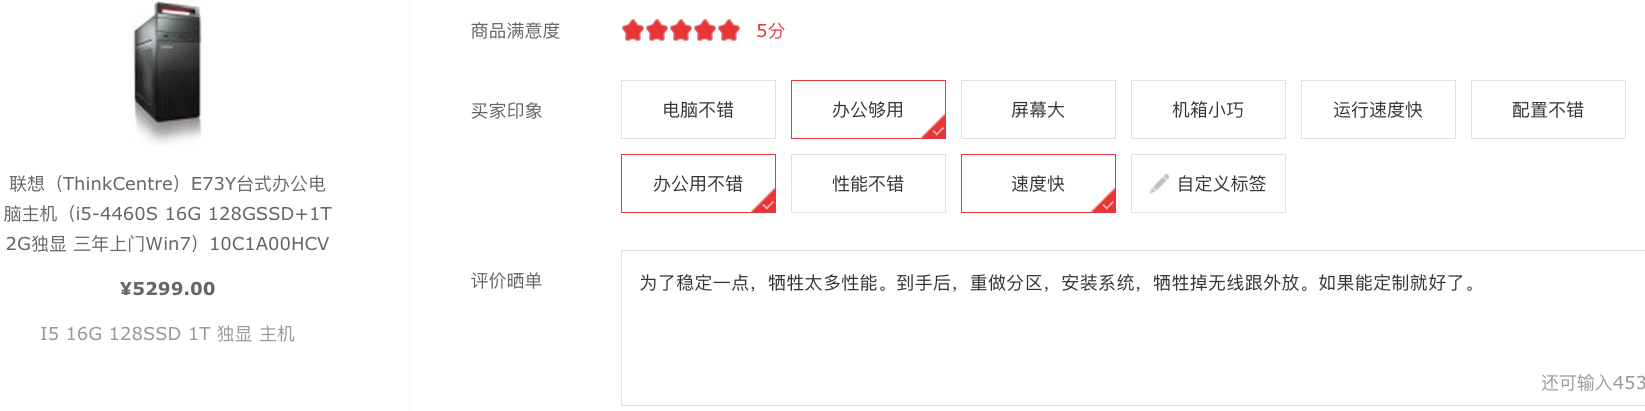 商品满意度
5分
买家印象
电脑不错
办公够用
屏幕大
机箱小巧
运行速度快
配置不错
办公用不错
性能不错
速度快
自定义标签
联想（ThinkCentre）E73Y台式办公电
脑主机（i5-4460S 16G 128GSSD+1T
2G独显 三年上门Win7）10C1A00HCV
¥5299.00
I5 16G 128SSD 1T 独显 主机
评价晒单
为了稳定一点，牺牲太多性能。到手后，重做分区，安装系统，牺牲掉无线跟外放。如果能定制就好了。
还可输入453